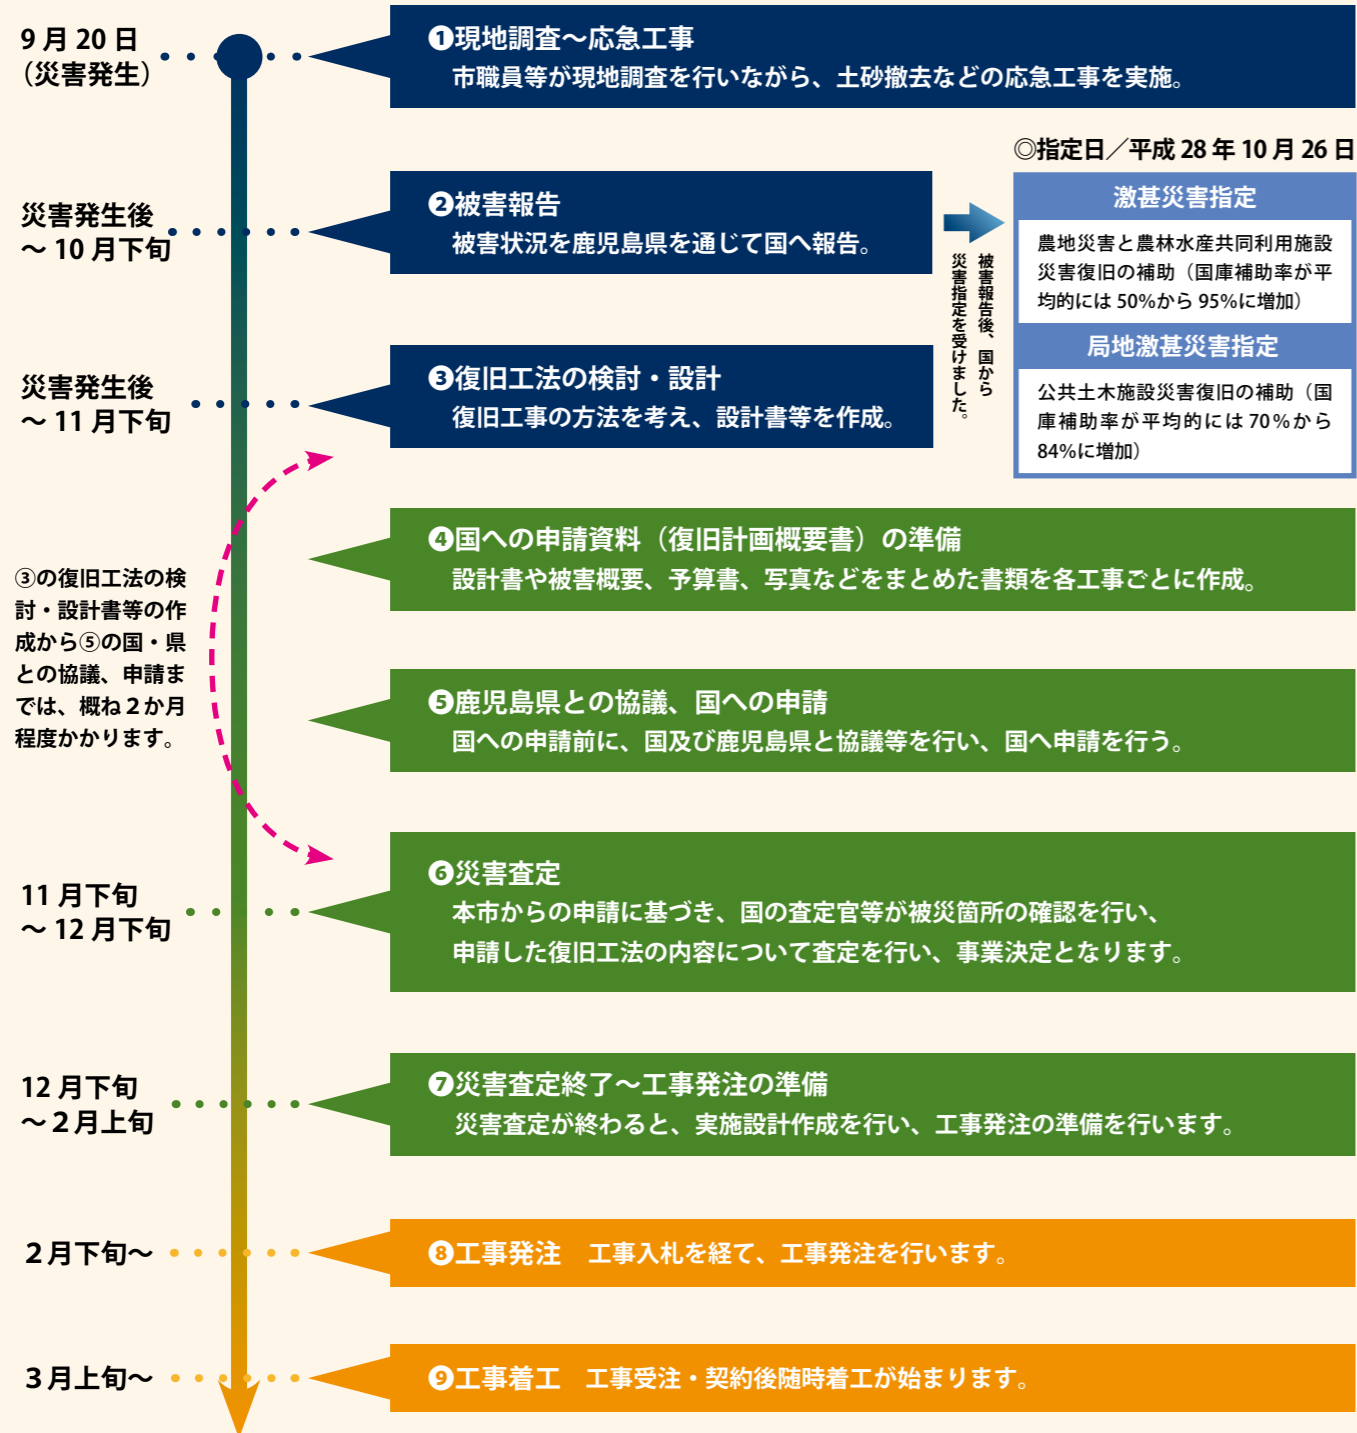 9月20日
（災害発生）
❶現地調査～応急工事
市職員等が現地調査を行いながら、土砂撤去などの応急工事を実施。
災害発生後
～10月下旬
❷被害報告
被害状況を鹿児島県を通じて国へ報告。
被害報告後、国から
災害指定を受けました。
◎指定日／平成28年10月26日
激甚災害指定
農地災害と農林水産共同利用施設
災害復旧の補助（国庫補助率が平
均的には50%から95%に増加）
局地激甚災害指定
公共土木施設災害復旧の補助（国
庫補助率が平均的には70%から
84%に増加）
災害発生後
～11月下旬
❸復旧工法の検討・設計
復旧工事の方法を考え、設計書等を作成。
③の復旧工法の検
討・設計書等の作
成から⑤の国・県
との協議、申請ま
では、概ね２か月
程度かかります。
❹国への申請資料（復旧計画概要書）の準備
設計書や被害概要、予算書、写真などをまとめた書類を各工事ごとに作成。
❺鹿児島県との協議、国への申請
国への申請前に、国及び鹿児島県と協議等を行い、国へ申請を行う。
11月下旬
～12月下旬
❻災害査定
本市からの申請に基づき、国の査定官等が被災箇所の確認を行い、
申請した復旧工法の内容について査定を行い、事業決定となります。
12月下旬
～２月上旬
❼災害査定終了～工事発注の準備
災害査定が終わると、実施設計作成を行い、工事発注の準備を行います。
２月下旬～
❽工事発注　工事入札を経て、工事発注を行います。
３月上旬～
❾工事着工　工事受注・契約後随時着工が始まります。